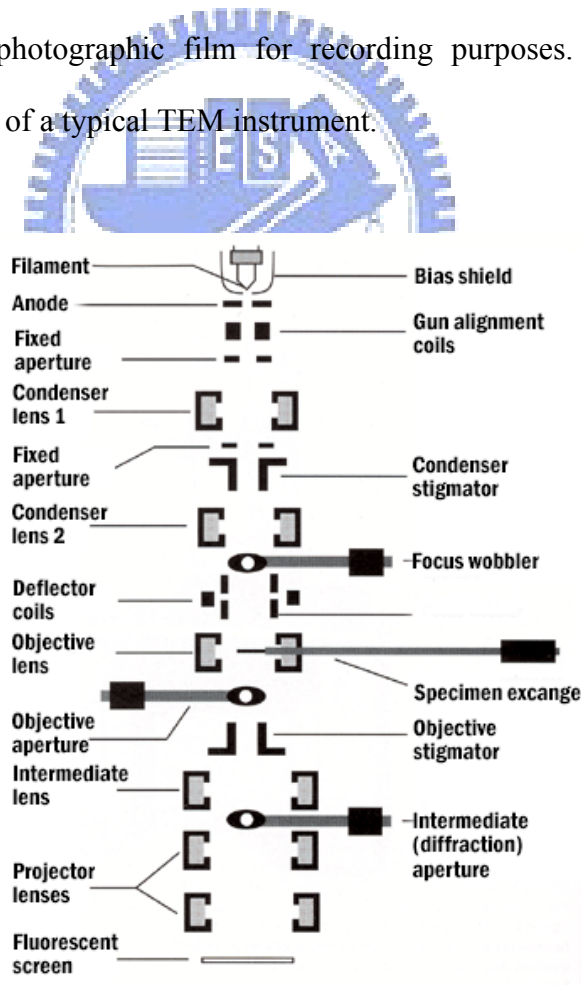 photographic film for recording purposes.
of a typical TEM instrument.
E S A
Filament
Bias shield
Anode
Gun alignment
coils
Fixed
aperture
Condenser
lens 1
Fixed
aperture
Condenser
stigmator
Condenser
lens 2
Focus wobbler
Deflector
coils
Objective
lens
Specimen excange
Objective
aperture
Objective
stigmator
Intermediate
lens
Intermediate
(diffraction)
aperture
Projector
lenses
Fluorescent
screen